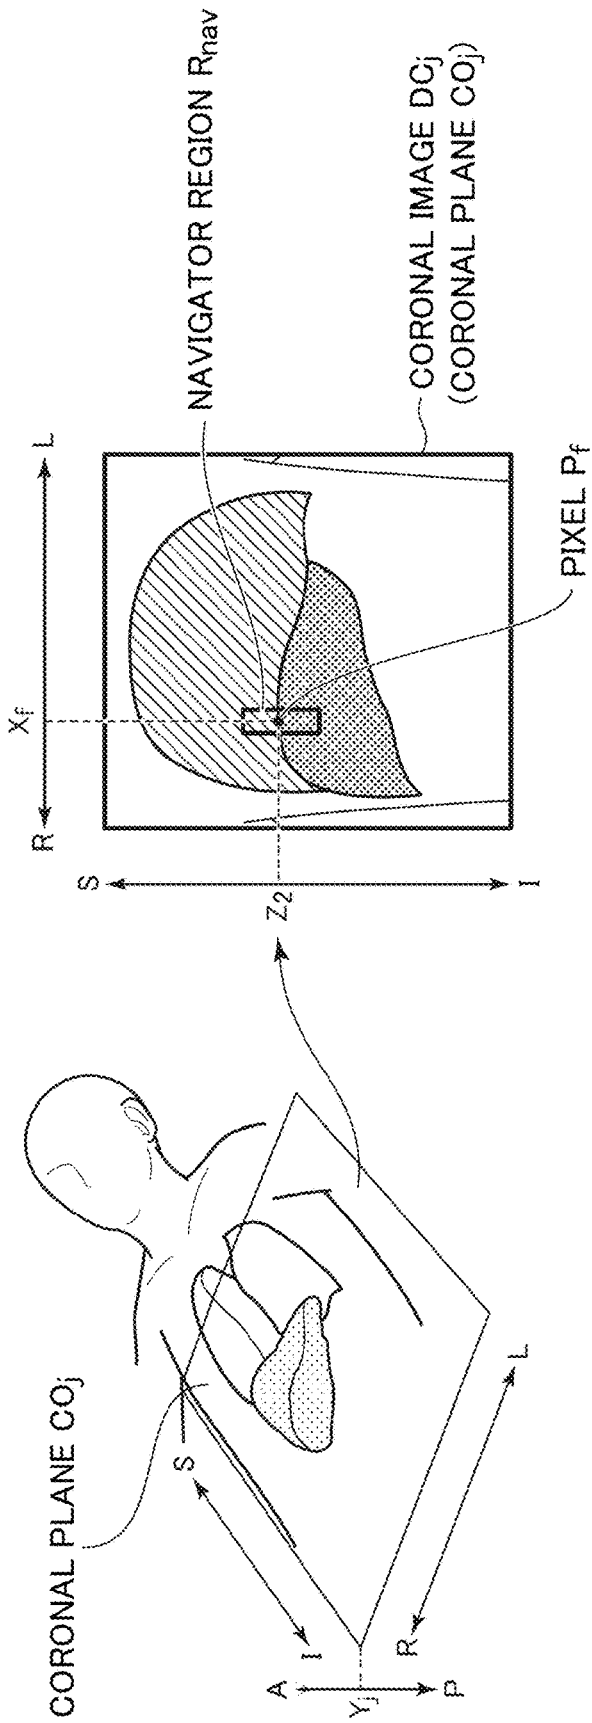 CORONAL PLANE COj
S
I
A
Yj
P
R
L
R
Xf
L
S
Z2
I
NAVIGATOR REGION Rnav
CORONAL IMAGE DCj
(CORONAL PLANE COj)
PIXEL Pf